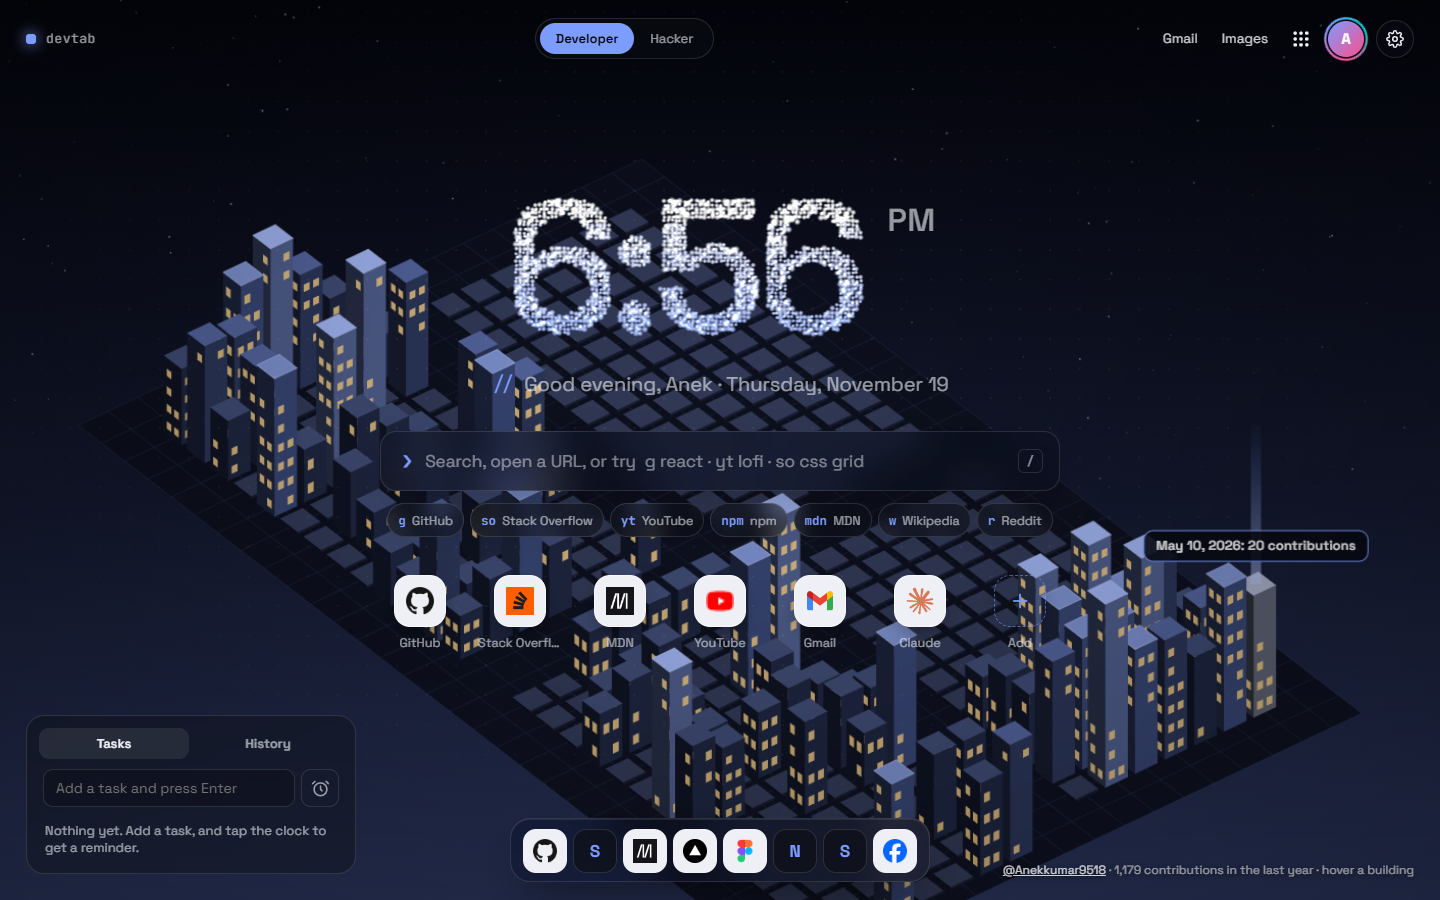 devtab
Developer
Hacker
Gmail
Images
A
6:56 PM
// Good evening, Anek · Thursday, November 19
❯ Search, open a URL, or try g react · yt lofi · so css grid /
g GitHub
so Stack Overflow
yt YouTube
npm npm
mdn MDN
w Wikipedia
r Reddit
May 10, 2026: 20 contributions
GitHub
Stack Overfl...
MDN
YouTube
Gmail
Claude
Add
Tasks
History
Add a task and press Enter
Nothing yet. Add a task, and tap the clock to
get a reminder.
S
N
S
@Anekkumar9518 · 1,179 contributions in the last year · hover a building